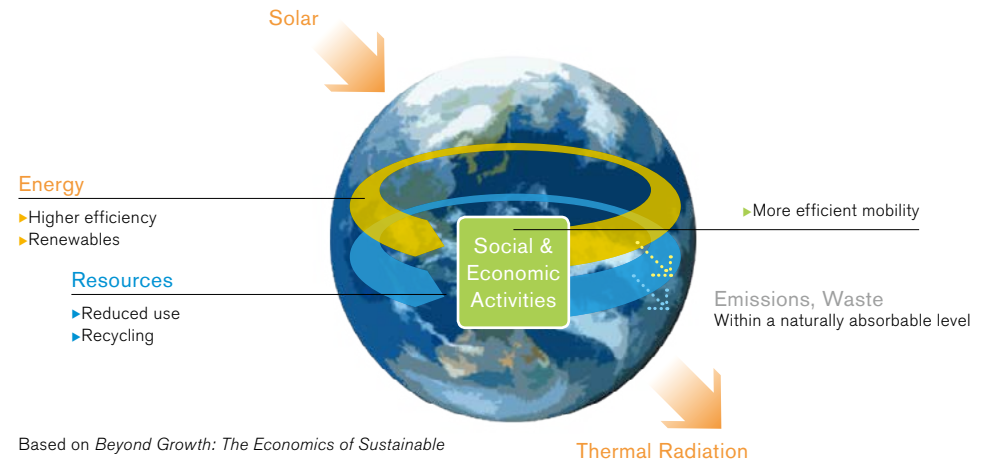 Solar
Energy
▶Higher efficiency
▶Renewables
Resources
▶Reduced use
▶Recycling
Social &
Economic
Activities
▶More efficient mobility
Emissions, Waste
Within a naturally absorbable level
Based on Beyond Growth: The Economics of Sustainable
Thermal Radiation